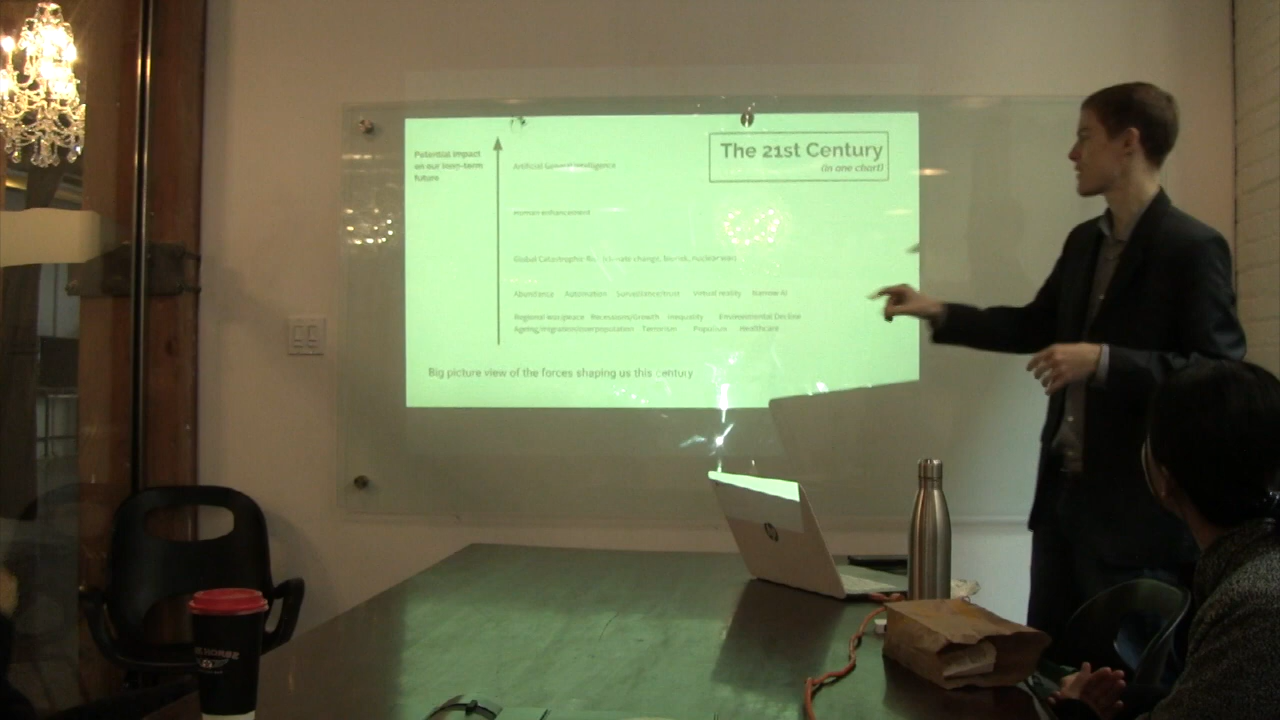 The 21st Century
(in one chart)
Potential impact
on our long-term
future
Artificial General Intelligence
Human enhancement
Global Catastrophic Risk (climate change, biorisk, nuclear war)
Abundance Automation Surveillance/trust Virtual reality Narrow AI
Regional war/peace Recessions/Growth Inequality Environmental Decline
Ageing/migration/overpopulation Terrorism Populism Healthcare
Big picture view of the forces shaping us this century
hp